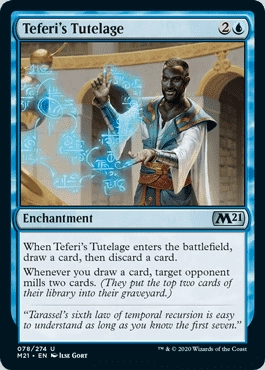 Teferi's Tutelage 2
Enchantment M21
When Teferi's Tutelage enters the battlefield,
draw a card, then discard a card.
Whenever you draw a card, target opponent
mills two cards. (They put the top two cards
of their library into their graveyard.)
"Tarassel's sixth law of temporal recursion is easy
to understand as long as you know the first seven."
078/274 U
M21 • EN ILSE GORT ™ & © 2020 Wizards of the Coast